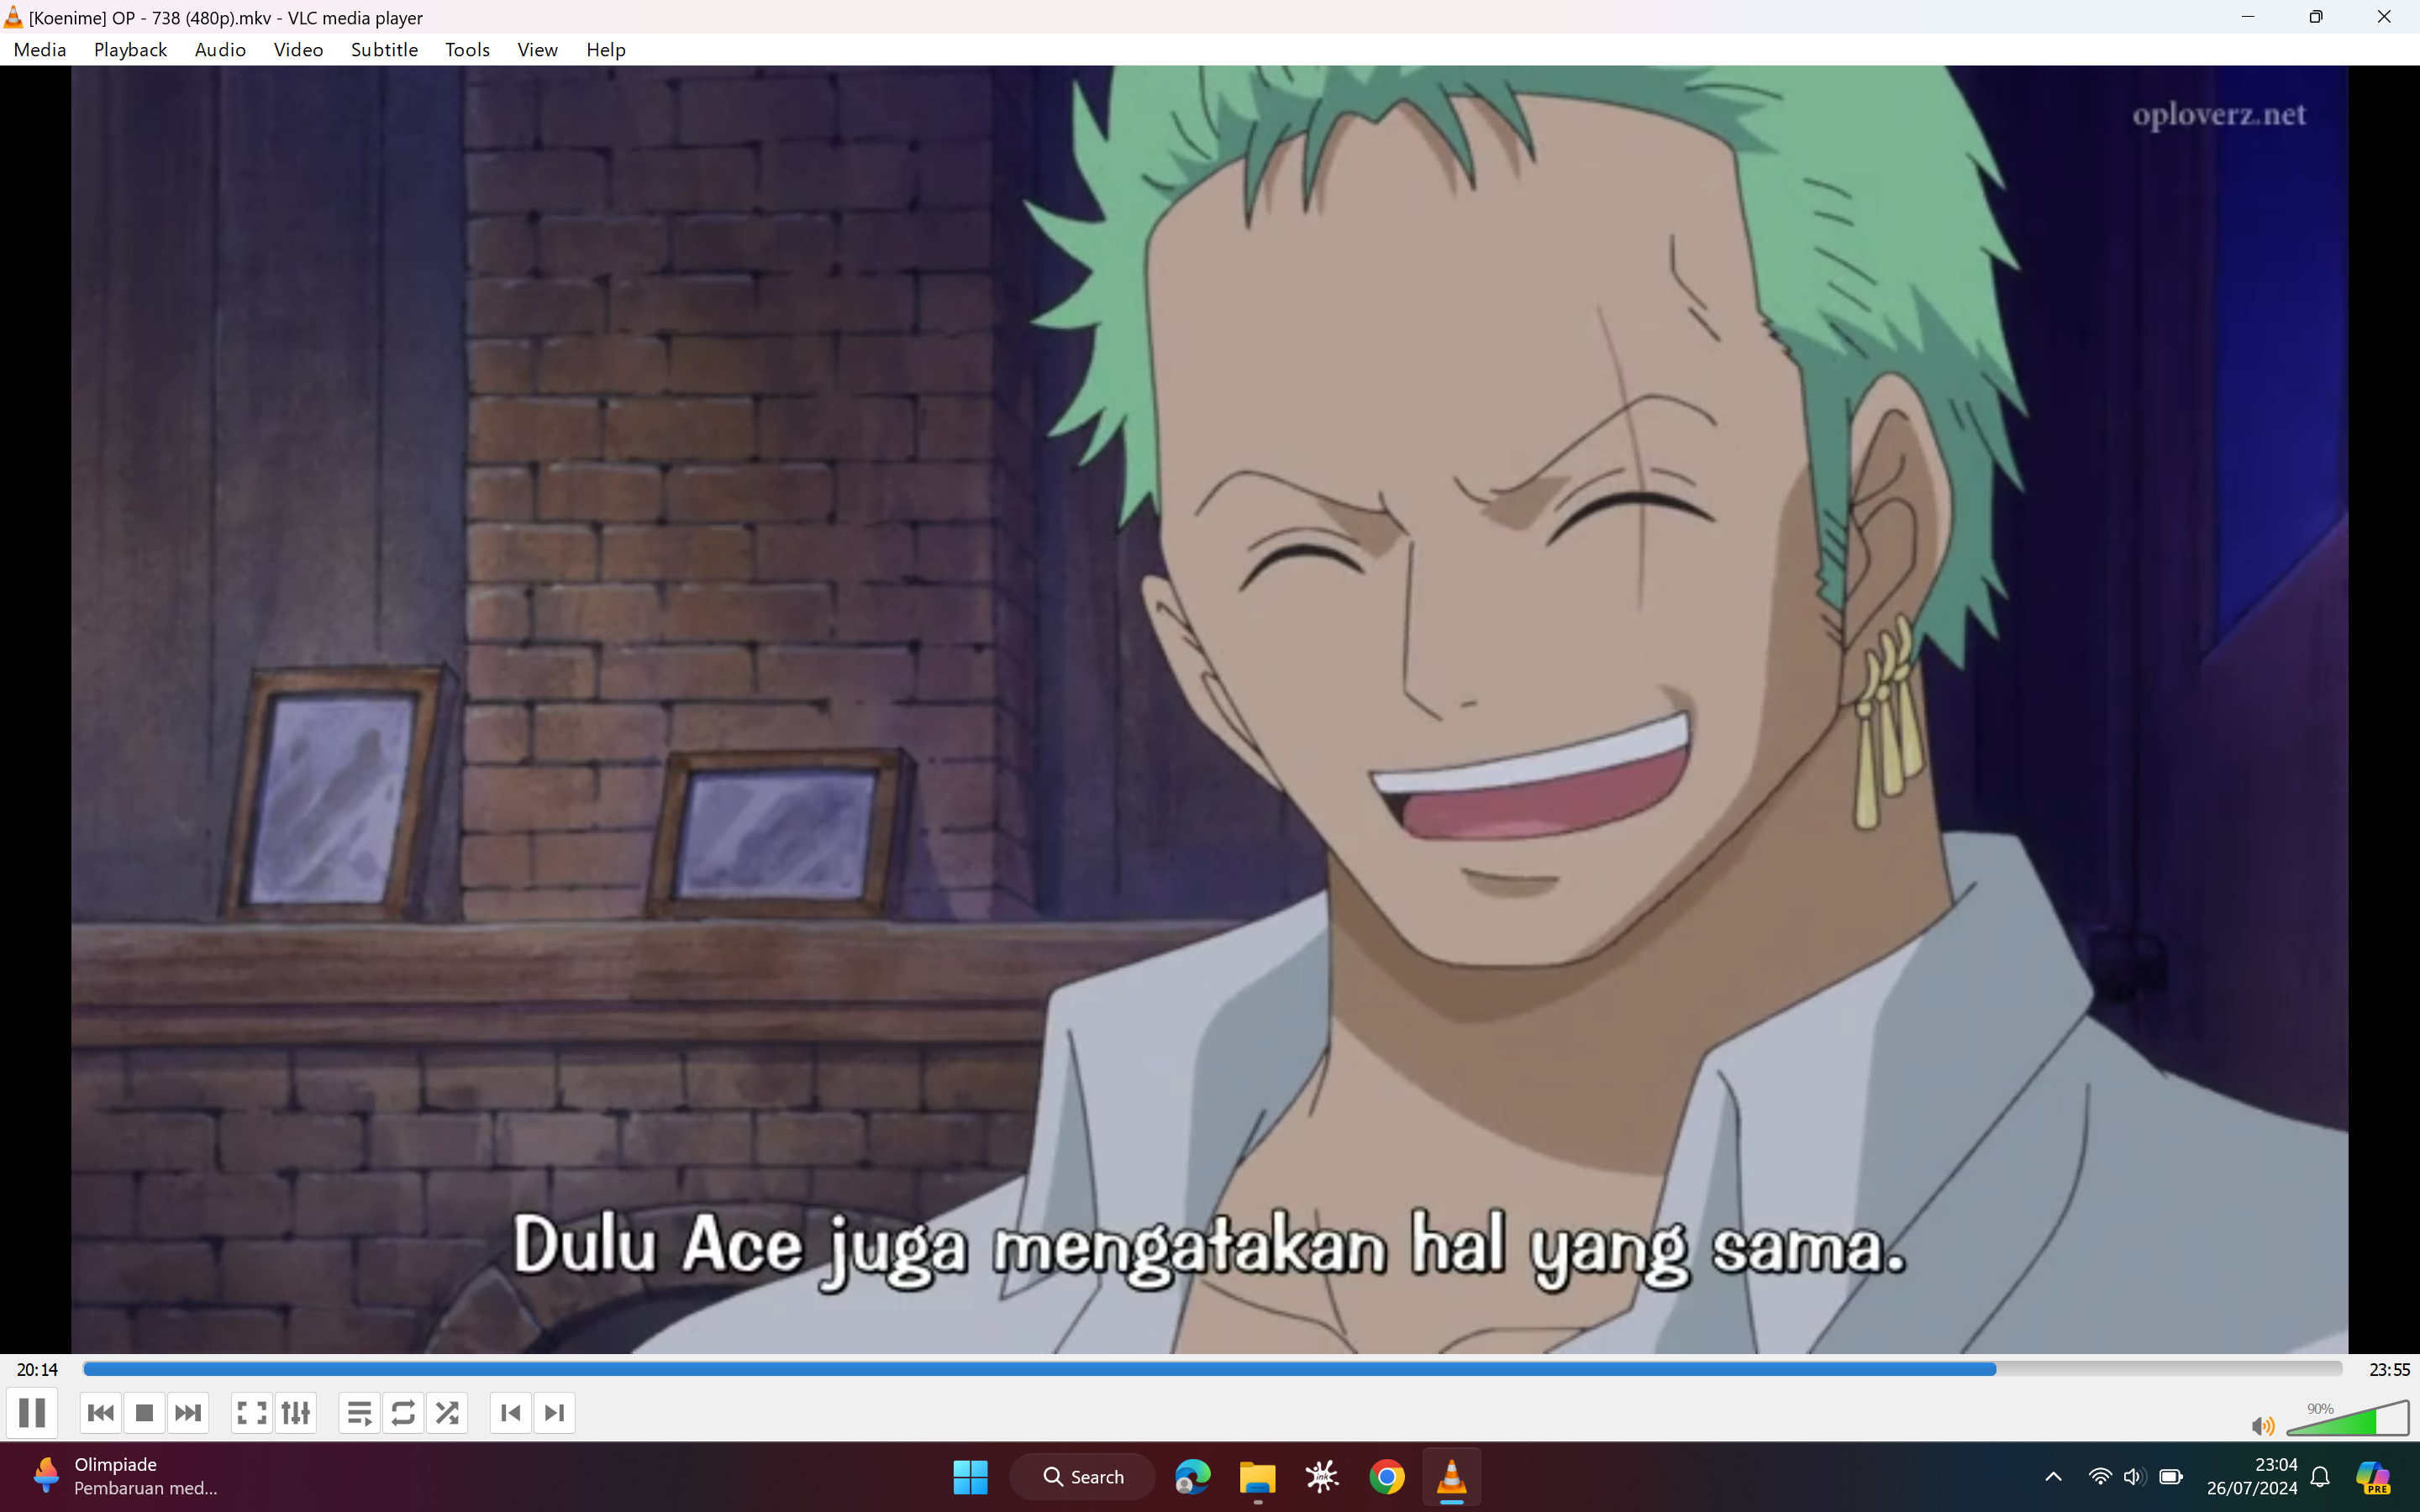 [Koenime] OP - 738 (480p).mkv - VLC media player
Media Playback Audio Video Subtitle Tools View Help
oploverz.net
Dulu Ace juga mengatakan hal yang sama.
20:14 23:55
90%
Olimpiade
Pembaruan med...
Search
ink
23:04
26/07/2024
PRE